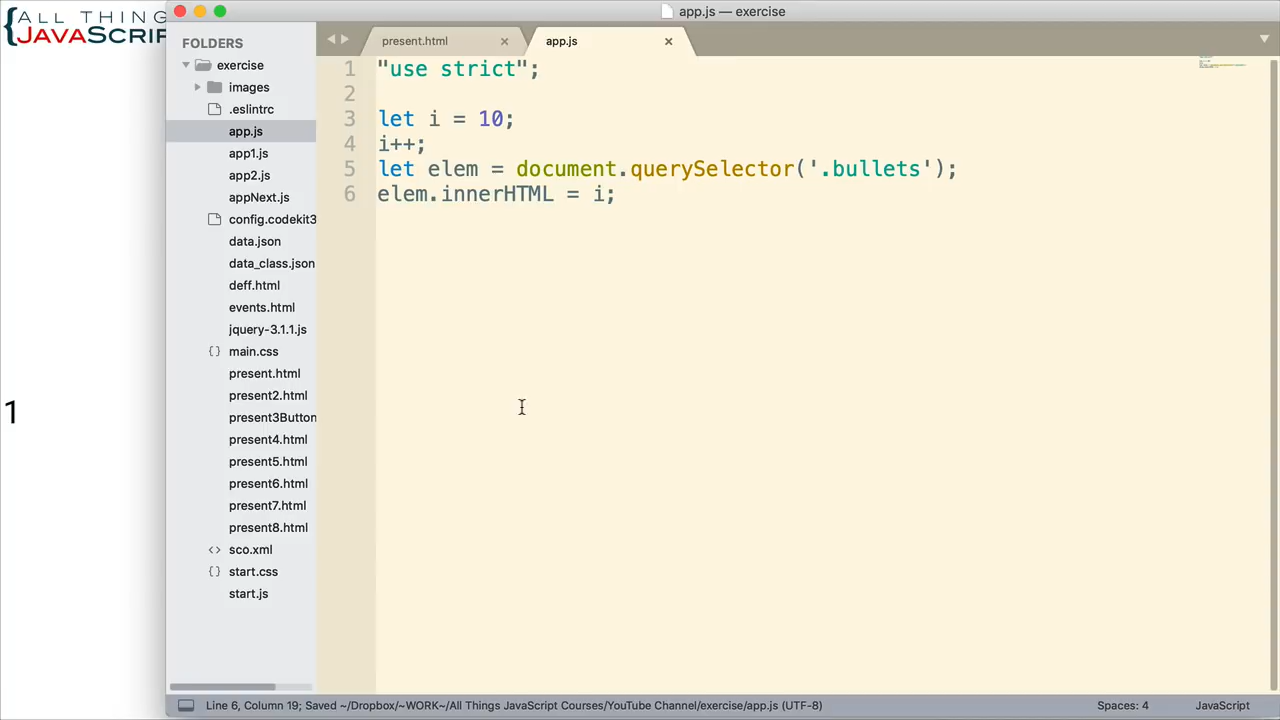 {ALL THING
JAVASCRIP
app.js — exercise
FOLDERS
exercise
images
.eslintrc
app.js
app1.js
app2.js
appNext.js
config.codekit3
data.json
data_class.json
deff.html
events.html
jquery-3.1.1.js
{} main.css
present.html
present2.html
present3Button
present4.html
present5.html
present6.html
present7.html
present8.html
<> sco.xml
{} start.css
start.js
present.html × app.js ×
1 "use strict";
2
3 let i = 10;
4 i++;
5 let elem = document.querySelector('.bullets');
6 elem.innerHTML = i;
1
Line 6, Column 19; Saved ~/Dropbox/~WORK~/All Things JavaScript Courses/YouTube Channel/exercise/app.js (UTF-8) Spaces: 4 JavaScript